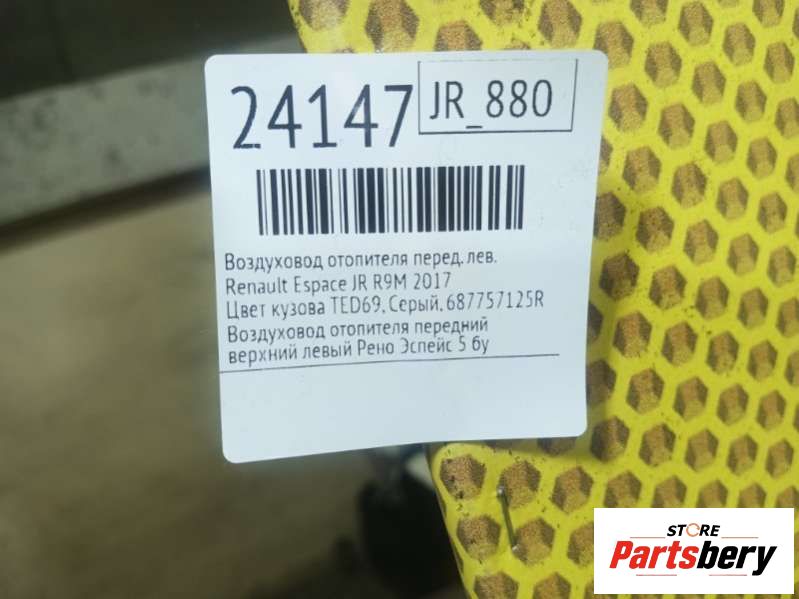 24147
JR_880
Воздуховод отопителя перед. лев.
Renault Espace JR R9M 2017
Цвет кузова TED69, Серый, 687757125R
Воздуховод отопителя передний
верхний левый Рено Эспейс 5 бу
STORE
Partsbery